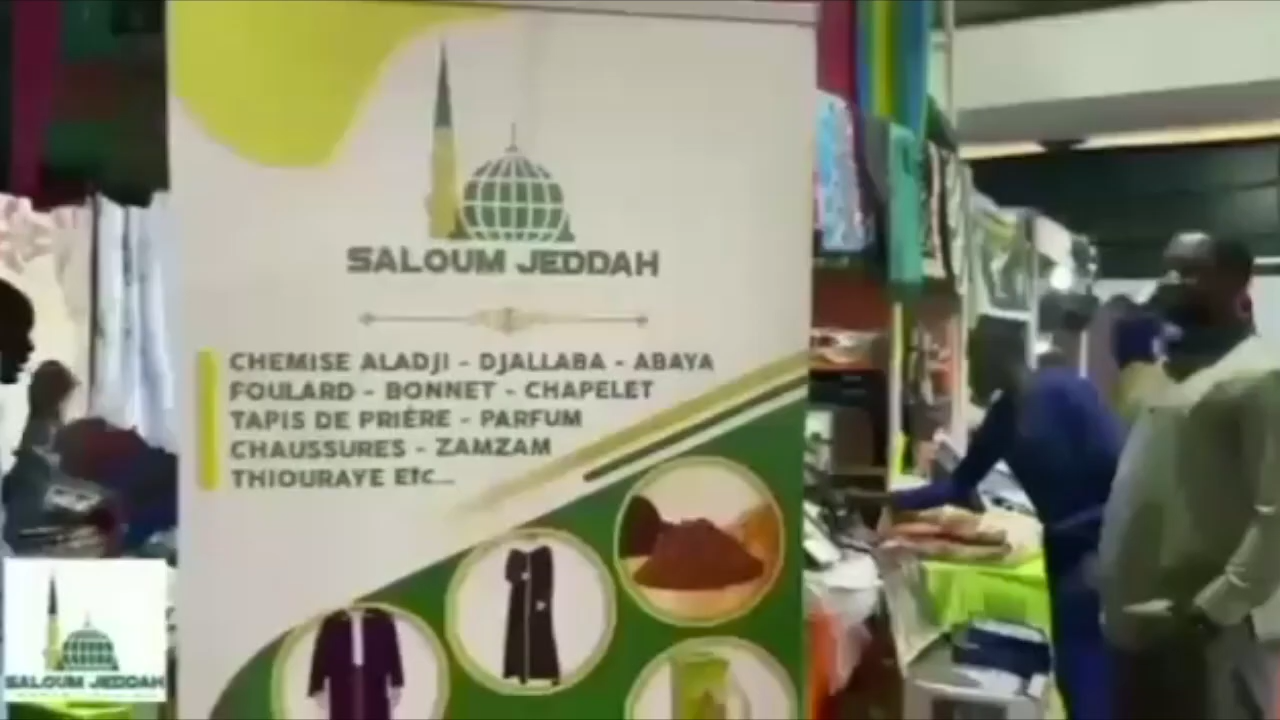 SALOUM JEDDAH
CHEMISE ALADJI - DJALLABA - ABAYA
FOULARD - BONNET - CHAPELET
TAPIS DE PRIÈRE - PARFUM
CHAUSSURES - ZAMZAM
THIOURAYE Etc...
SALOUM JEDDAH